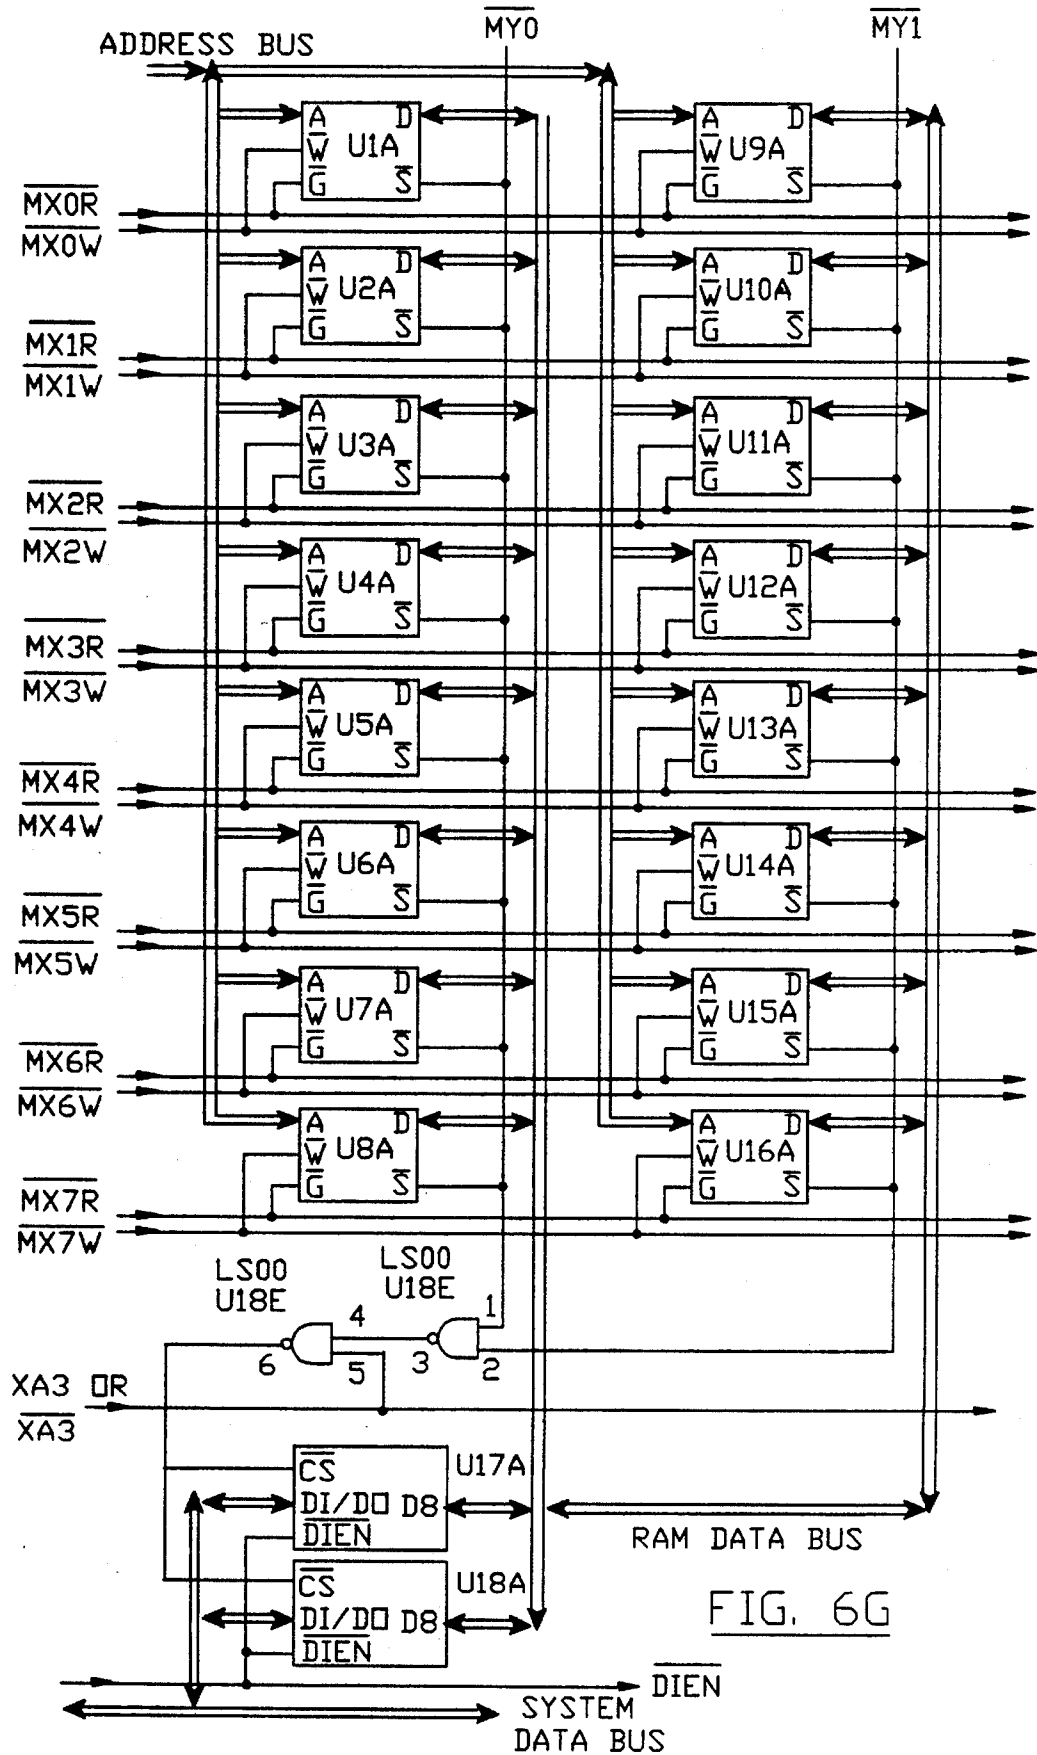 MY0 MY1
ADDRESS BUS
A D U1A W G S
A D U9A W G S
MX0R
MX0W
A D U2A W G S
A D U10A W G S
MX1R
MX1W
A D U3A W G S
A D U11A W G S
MX2R
MX2W
A D U4A W G S
A D U12A W G S
MX3R
MX3W
A D U5A W G S
A D U13A W G S
MX4R
MX4W
A D U6A W G S
A D U14A W G S
MX5R
MX5W
A D U7A W G S
A D U15A W G S
MX6R
MX6W
A D U8A W G S
A D U16A W G S
MX7R
MX7W
LS00
U18E
LS00
U18E
6 4 5 3 1 2
XA3 OR
XA3
CS U17A
DI/DO D8
DIEN
RAM DATA BUS
CS U18A
DI/DO D8
DIEN
FIG. 6G
DIEN
SYSTEM
DATA BUS